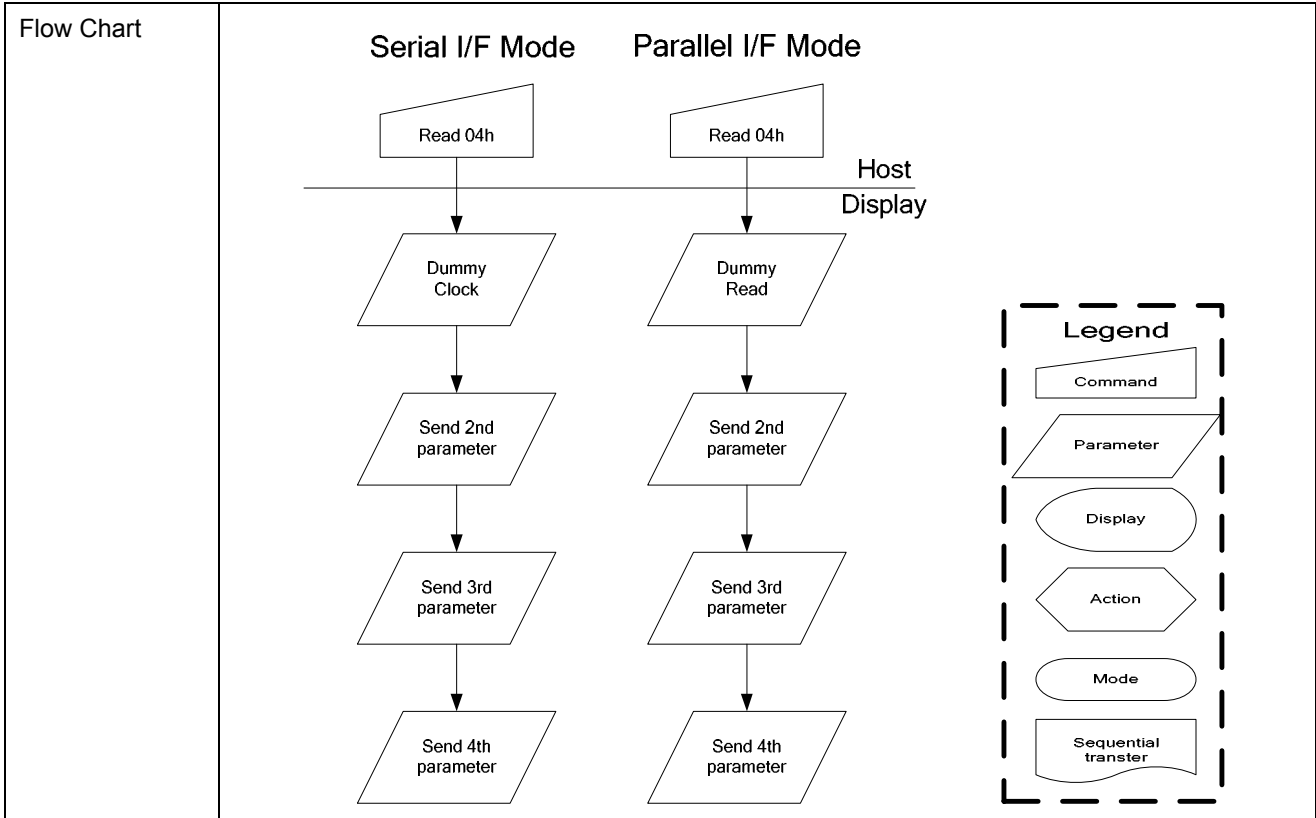 Flow Chart
Serial I/F Mode
Parallel I/F Mode
Read 04h
Read 04h
Host
Display
Dummy
Clock
Dummy
Read
Send 2nd
parameter
Send 2nd
parameter
Send 3rd
parameter
Send 3rd
parameter
Send 4th
parameter
Send 4th
parameter
Legend
Command
Parameter
Display
Action
Mode
Sequential
transter